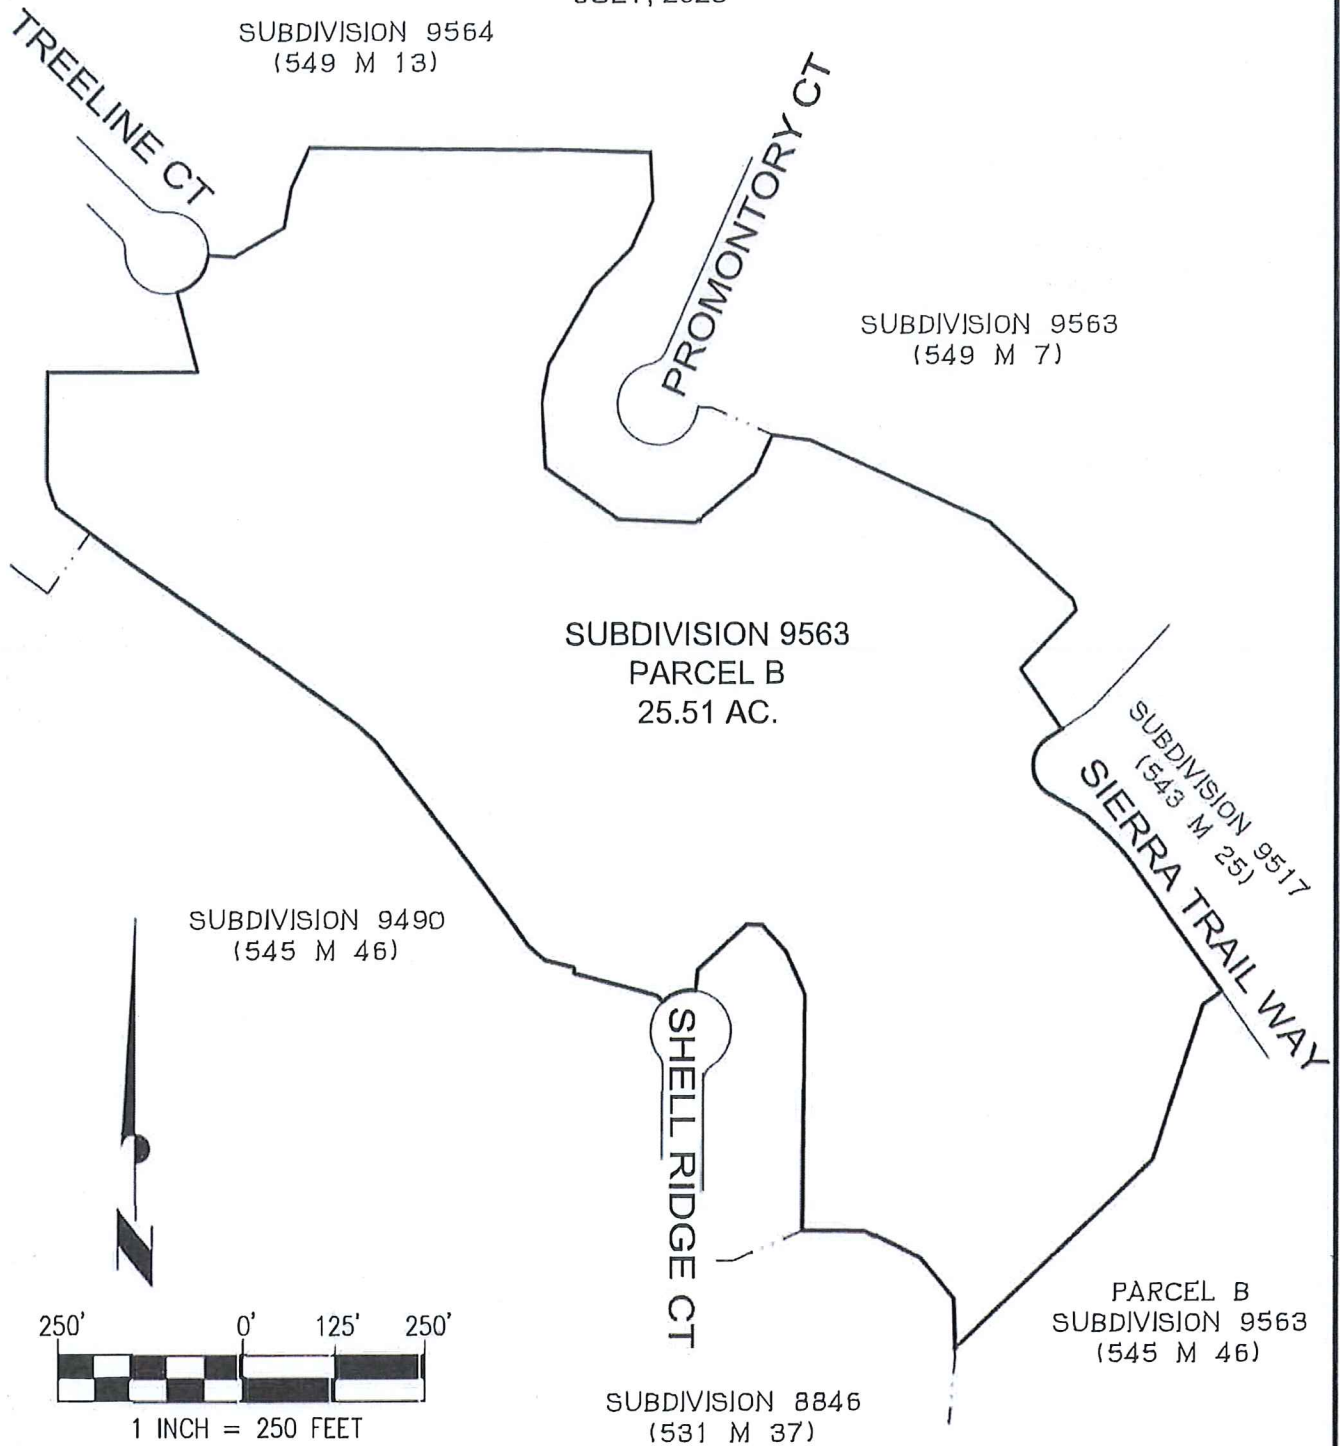 SUBDIVISION 9564
(549 M 13)
TREELINE CT
PROMONTORY CT
SUBDIVISION 9563
(549 M 7)
SUBDIVISION 9563
PARCEL B
25.51 AC.
SUBDIVISION 9517
(543 M 25)
SIERRA TRAIL WAY
SUBDIVISION 9490
(545 M 46)
SHELL RIDGE CT
N
250' 0' 125' 250'
1 INCH = 250 FEET
PARCEL B
SUBDIVISION 9563
(545 M 46)
SUBDIVISION 8846
(531 M 37)